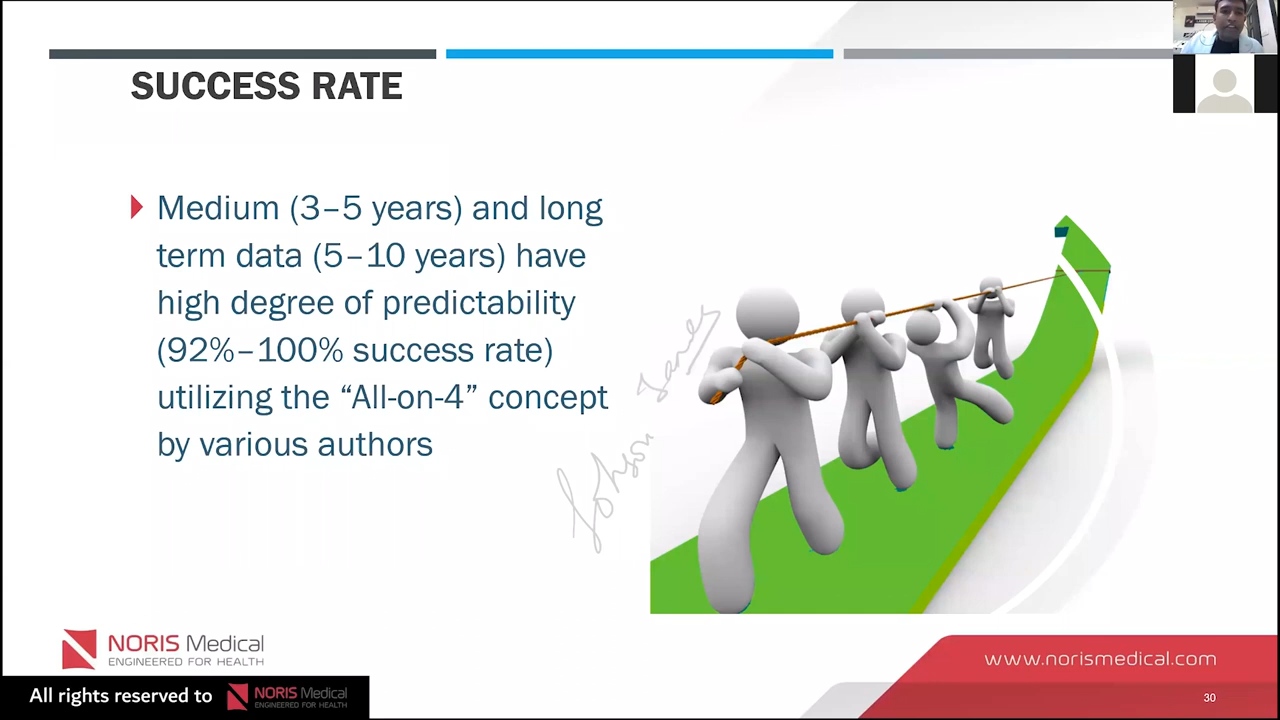 SUCCESS RATE
Medium (3–5 years) and long
term data (5–10 years) have
high degree of predictability
(92%–100% success rate)
utilizing the “All-on-4” concept
by various authors
Johson James
NORIS Medical
ENGINEERED FOR HEALTH
www.norismedical.com
All rights reserved to
NORIS Medical
ENGINEERED FOR HEALTH
30